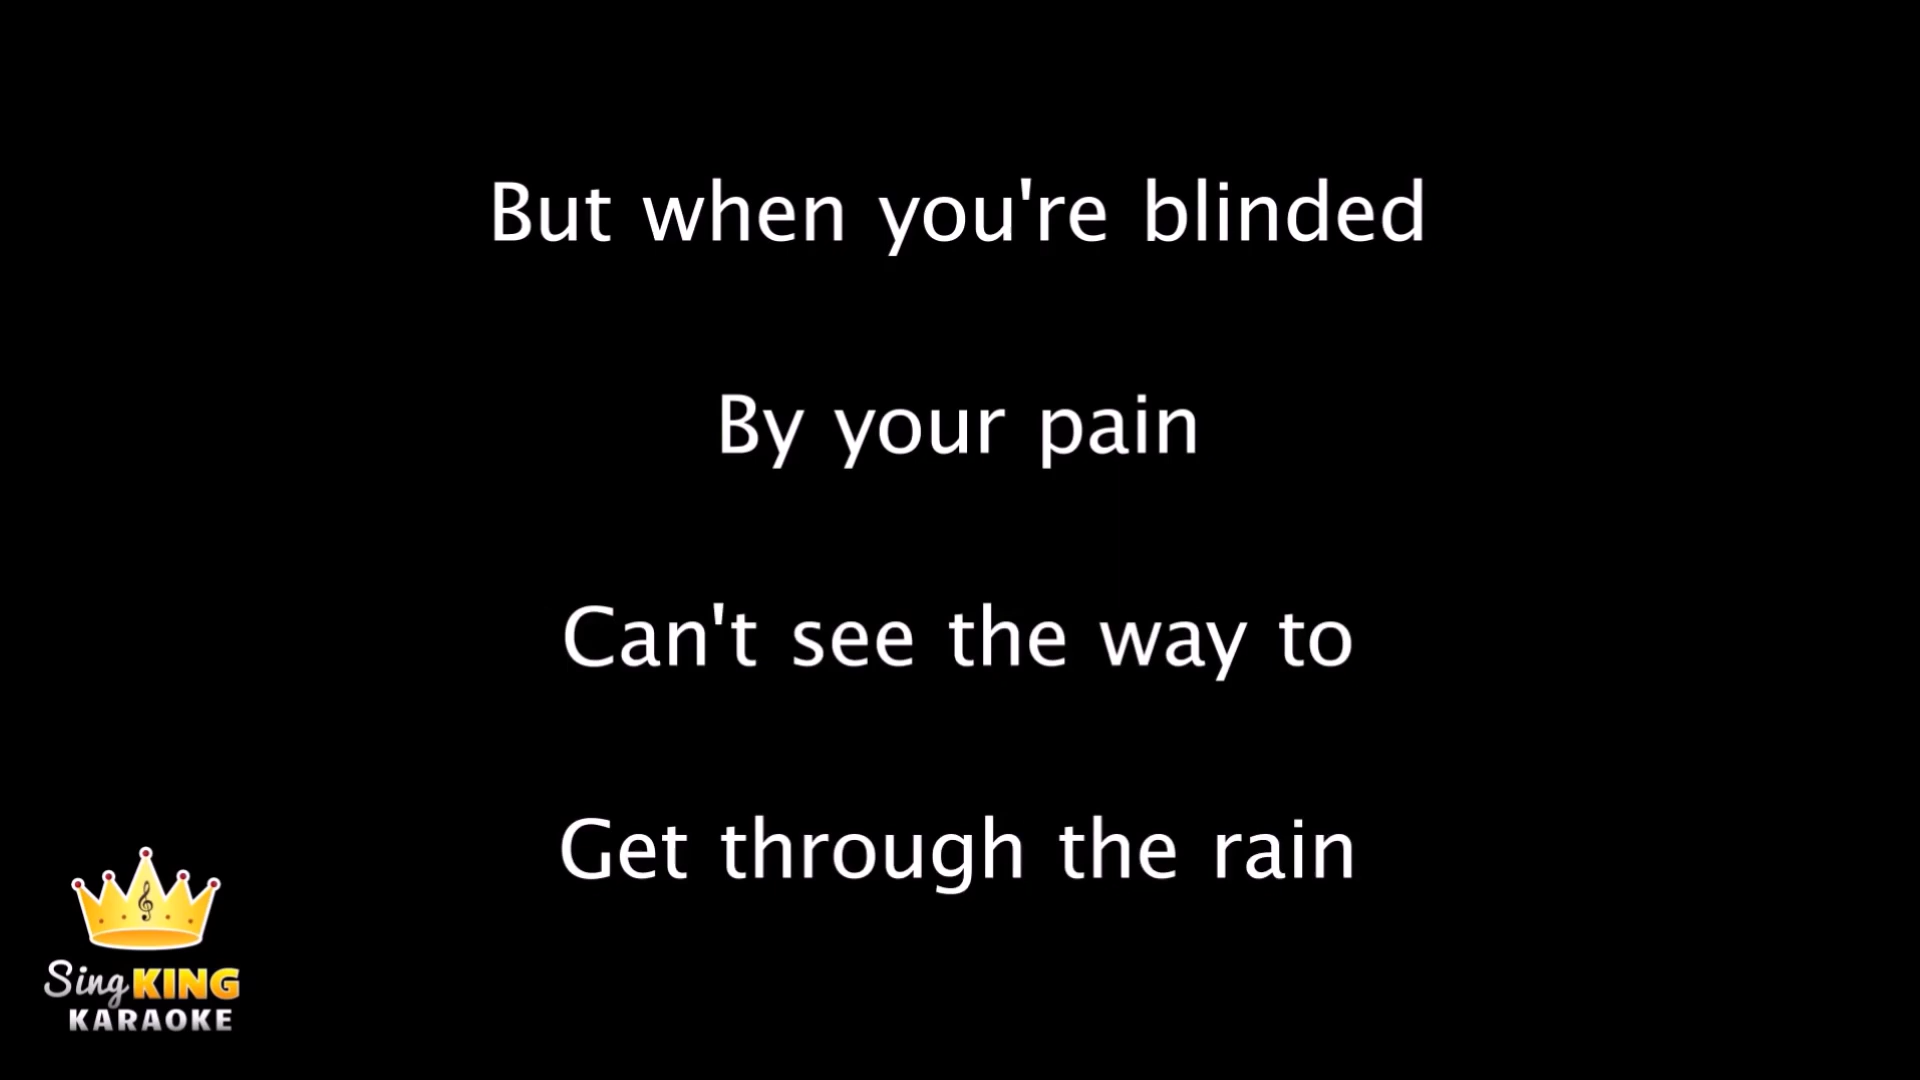 But when you're blinded
By your pain
Can't see the way to
Get through the rain
Sing KING
KARAOKE